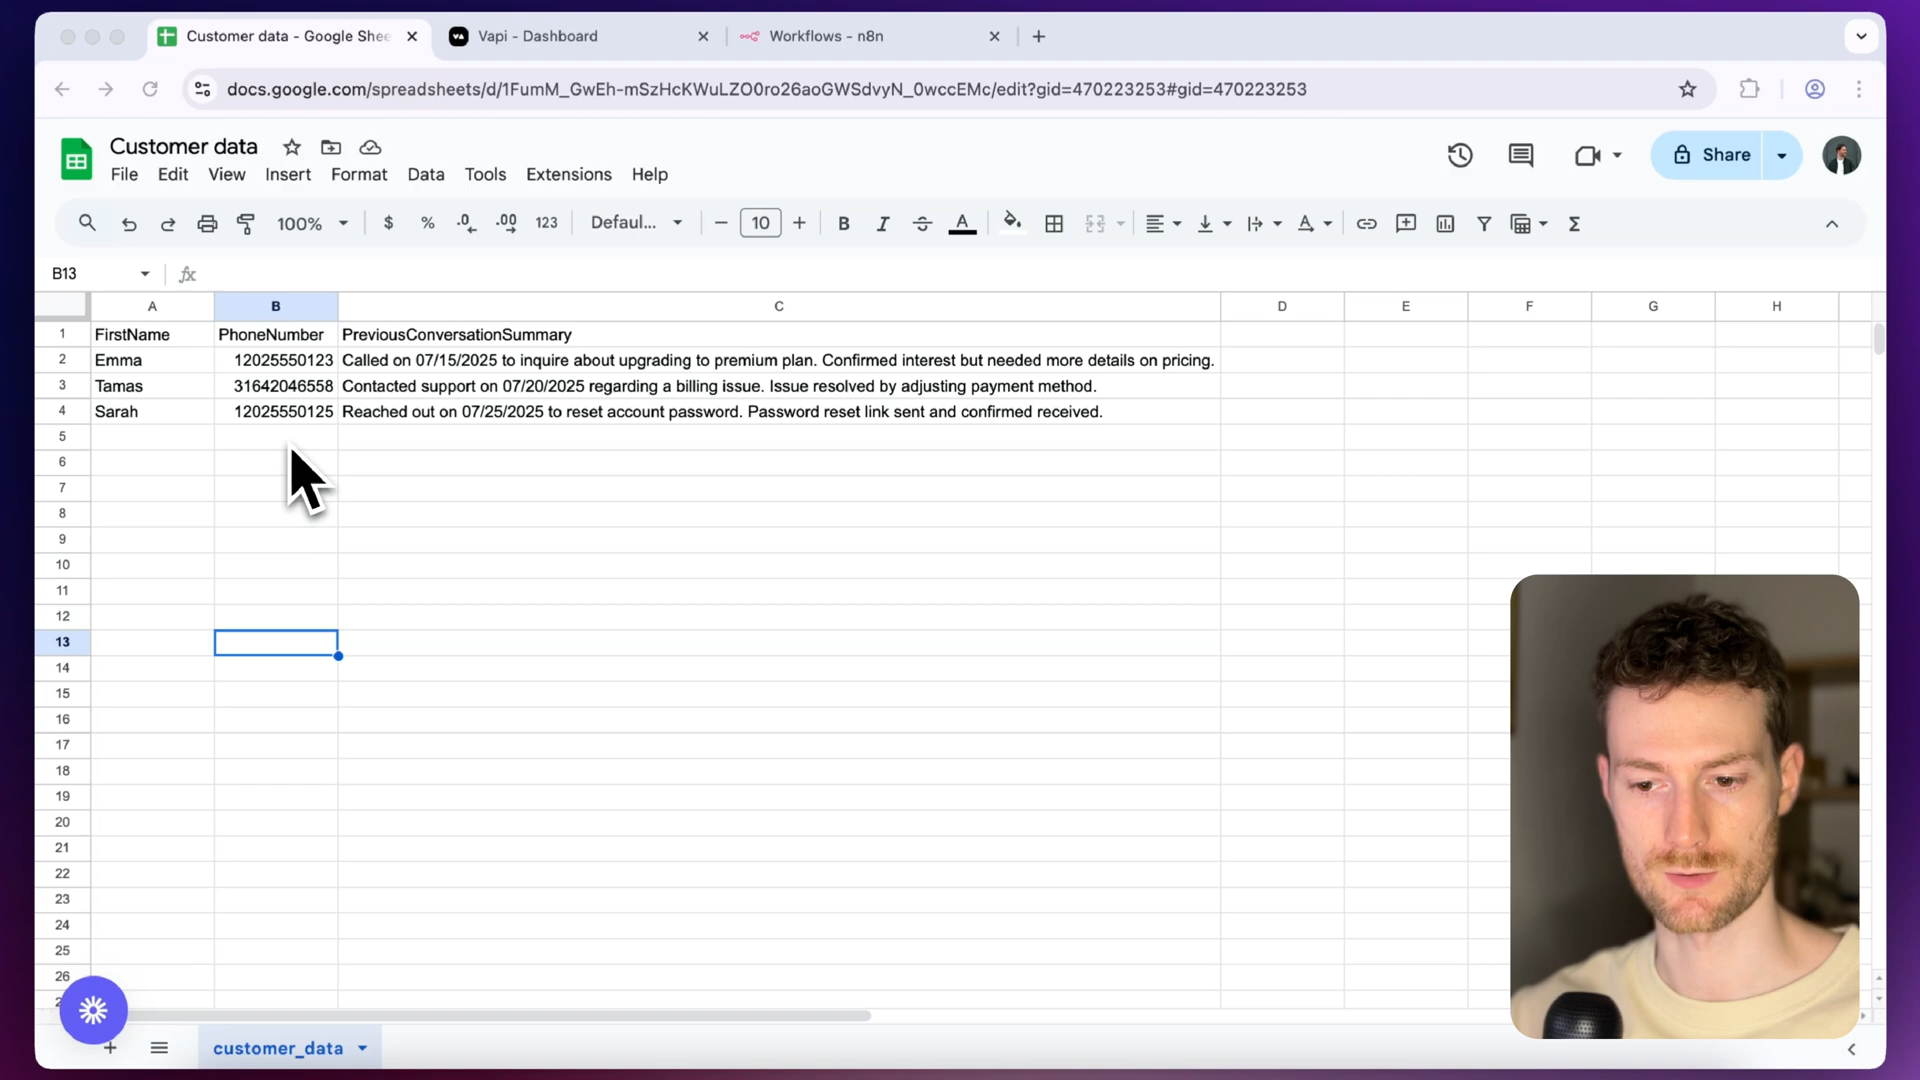 Customer data - Google Shee
Vapi - Dashboard
Workflows - n8n
docs.google.com/spreadsheets/d/1FumM_GwEh-mSzHcKWuLZO0ro26aoGWSdvyN_0wccEMc/edit?gid=470223253#gid=470223253
Customer data
Share
File Edit View Insert Format Data Tools Extensions Help
100% $ % .0 .00 123 Defaul... 10 B I A Σ
B13 fx
A B C D E F G H
1 FirstName PhoneNumber PreviousConversationSummary
2 Emma 12025550123 Called on 07/15/2025 to inquire about upgrading to premium plan. Confirmed interest but needed more details on pricing.
3 Tamas 31642046558 Contacted support on 07/20/2025 regarding a billing issue. Issue resolved by adjusting payment method.
4 Sarah 12025550125 Reached out on 07/25/2025 to reset account password. Password reset link sent and confirmed received.
5
6
7
8
9
10
11
12
13
14
15
16
17
18
19
20
21
22
23
24
25
26
customer_data